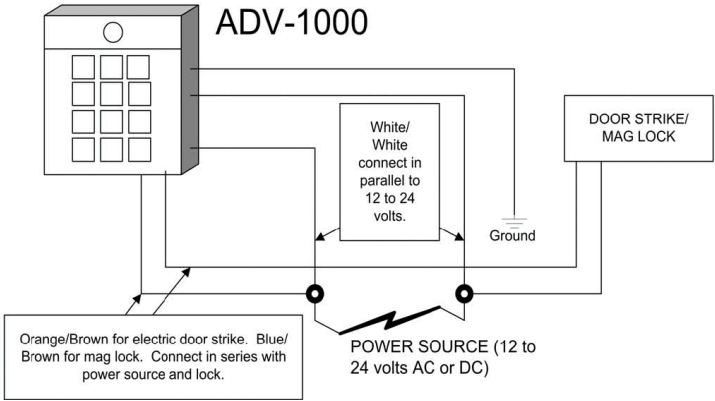 ADV-1000
White/
White
connect in
parallel to
12 to 24
volts.
DOOR STRIKE/
MAG LOCK
Ground
Orange/Brown for electric door strike. Blue/
Brown for mag lock. Connect in series with
power source and lock.
POWER SOURCE (12 to
24 volts AC or DC)